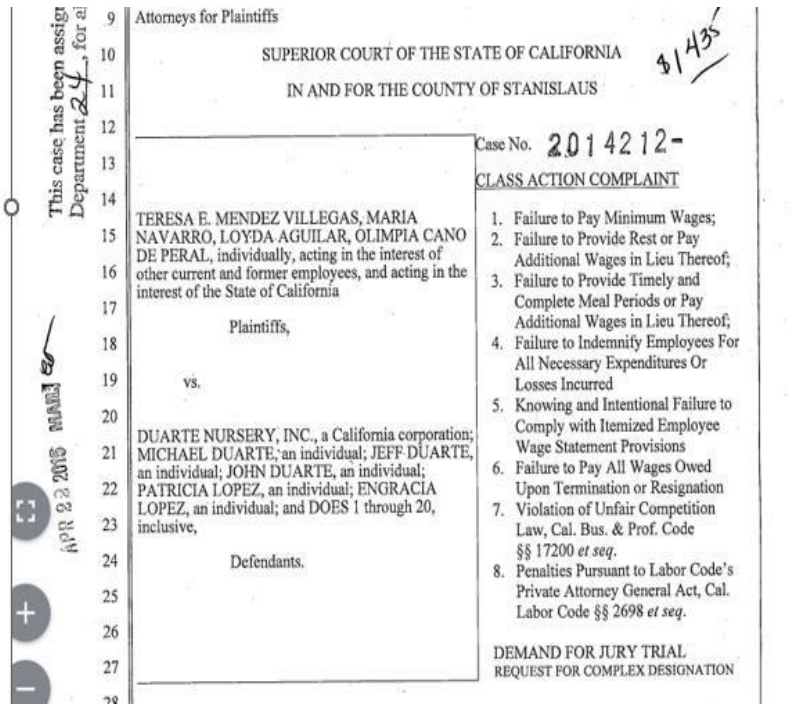 This case has been assig
Department 24, for al
APR 22 2015 MAIL
9 Attorneys for Plaintiffs
$1435
10 SUPERIOR COURT OF THE STATE OF CALIFORNIA
11 IN AND FOR THE COUNTY OF STANISLAUS
12
13
14
15
16
17
18
19
20
21
22
23
24
25
26
27
28
TERESA E. MENDEZ VILLEGAS, MARIA
NAVARRO, LOYDA AGUILAR, OLIMPIA CANO
DE PERAL, individually, acting in the interest of
other current and former employees, and acting in the
interest of the State of California
Plaintiffs,
vs.
DUARTE NURSERY, INC., a California corporation;
MICHAEL DUARTE, an individual; JEFF DUARTE,
an individual; JOHN DUARTE, an individual;
PATRICIA LOPEZ, an individual; ENGRACIA
LOPEZ, an individual; and DOES 1 through 20,
inclusive,
Defendants.
Case No. 2014212-
CLASS ACTION COMPLAINT
1. Failure to Pay Minimum Wages;
2. Failure to Provide Rest or Pay
Additional Wages in Lieu Thereof;
3. Failure to Provide Timely and
Complete Meal Periods or Pay
Additional Wages in Lieu Thereof;
4. Failure to Indemnify Employees For
All Necessary Expenditures Or
Losses Incurred
5. Knowing and Intentional Failure to
Comply with Itemized Employee
Wage Statement Provisions
6. Failure to Pay All Wages Owed
Upon Termination or Resignation
7. Violation of Unfair Competition
Law, Cal. Bus. & Prof. Code
§§ 17200 et seq.
8. Penalties Pursuant to Labor Code's
Private Attorney General Act, Cal.
Labor Code §§ 2698 et seq.
DEMAND FOR JURY TRIAL
REQUEST FOR COMPLEX DESIGNATION